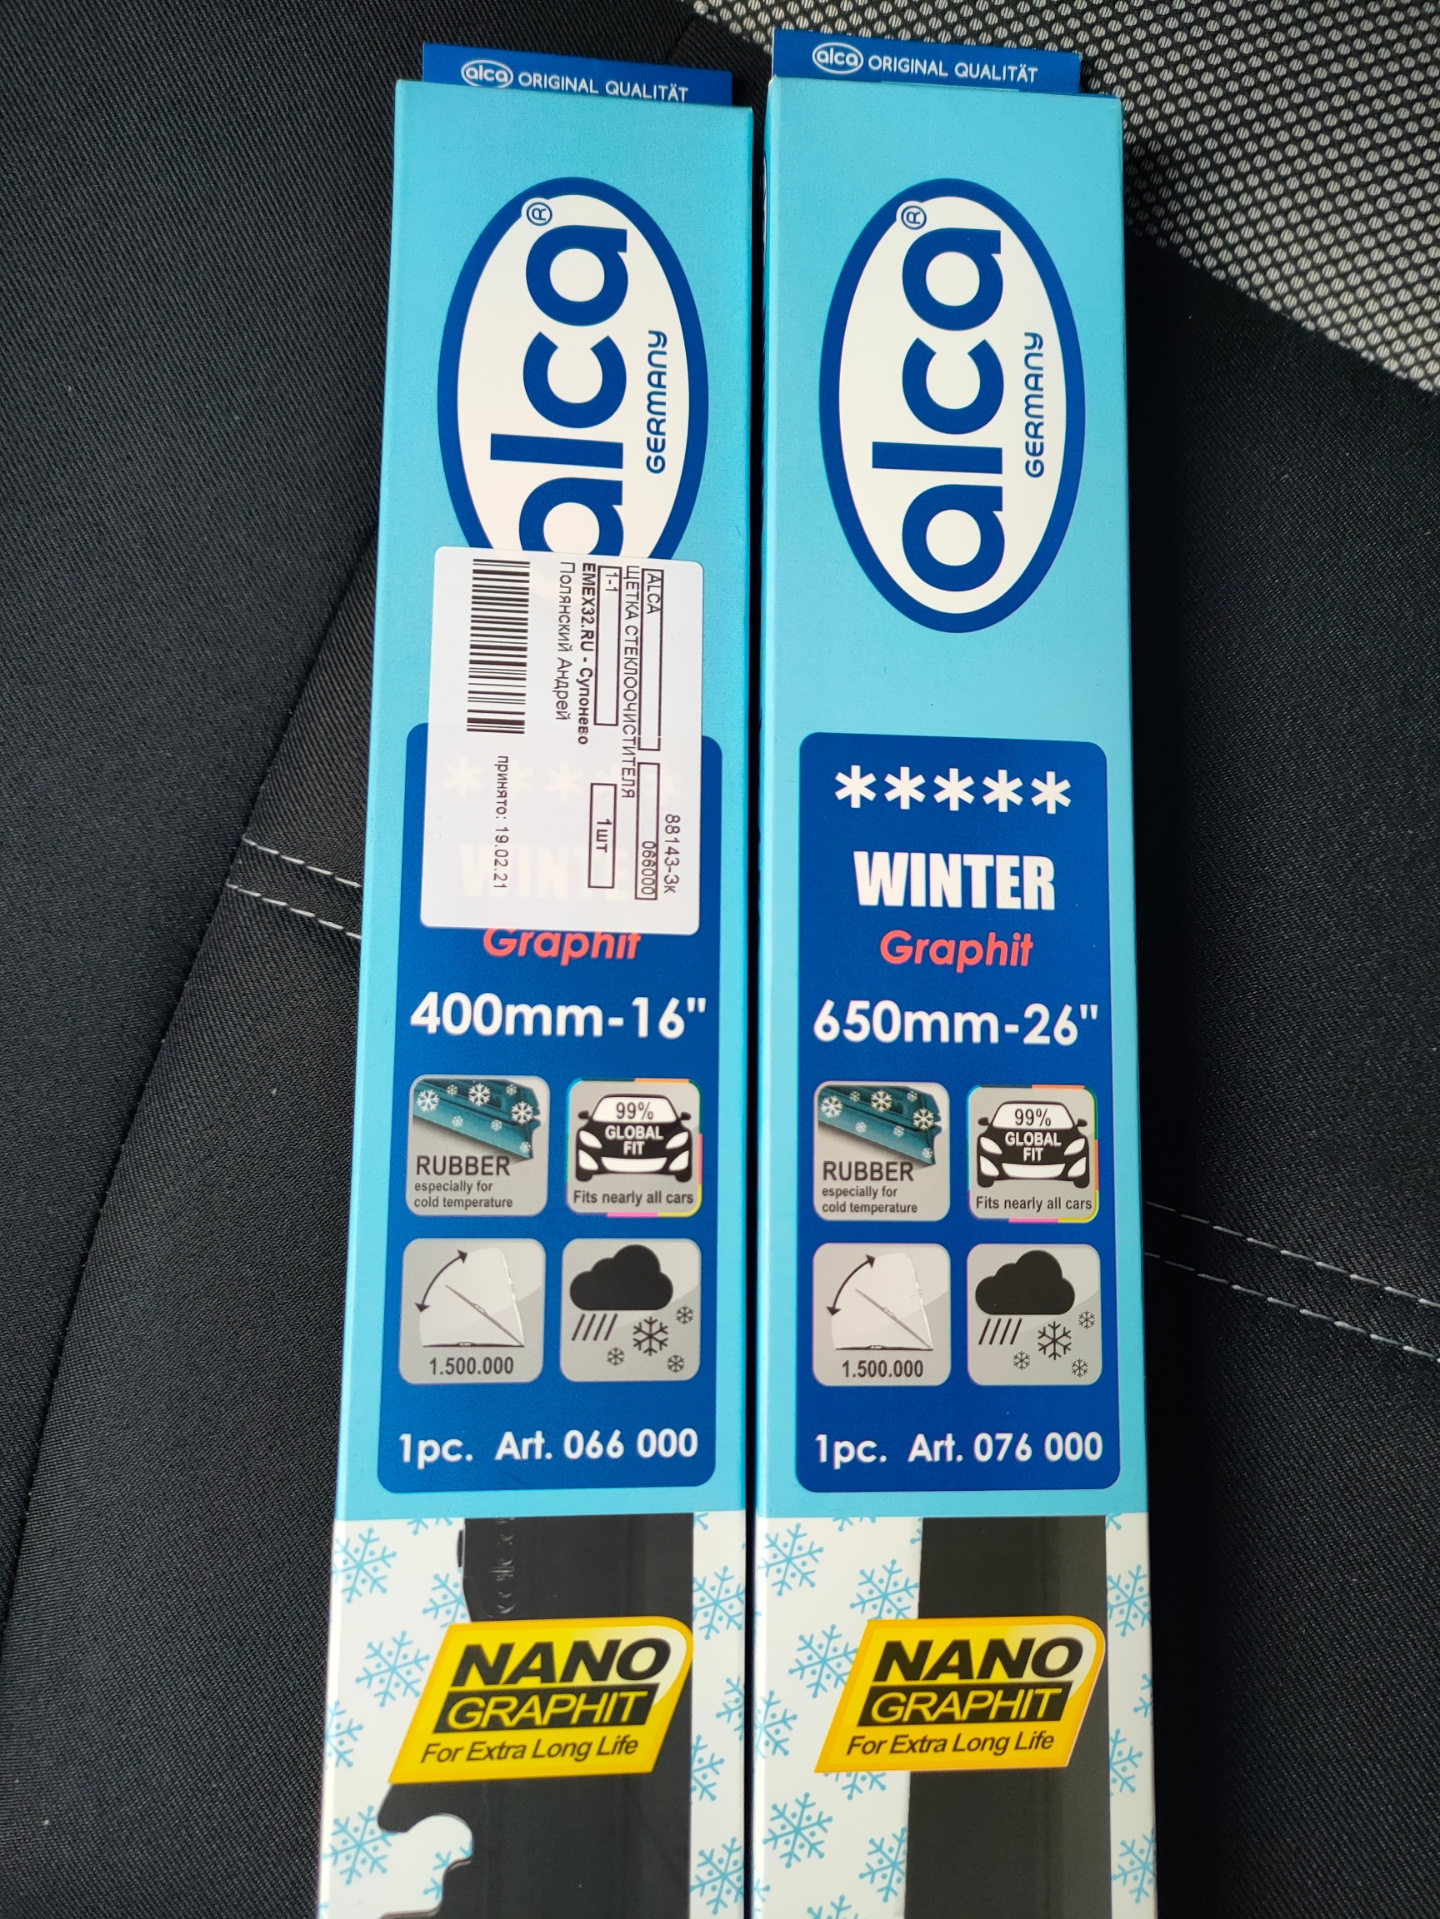 alca ORIGINAL QUALITÄT
alca®
GERMANY
88143-3к
ALCA 066000
ЩЕТКА СТЕКЛООЧИСТИТЕЛЯ
1-1 1шт
EMEX32.RU - Супонево
Полянский Андрей
принято: 19.02.21
WINTER
Graphit
400mm-16"
RUBBER
especially for
cold temperature
99%
GLOBAL
FIT
Fits nearly all cars
1.500.000
1pc. Art. 066 000
NANO
GRAPHIT
For Extra Long Life
alca ORIGINAL QUALITÄT
alca®
GERMANY
*****
WINTER
Graphit
650mm-26"
RUBBER
especially for
cold temperature
99%
GLOBAL
FIT
Fits nearly all cars
1.500.000
1pc. Art. 076 000
NANO
GRAPHIT
For Extra Long Life